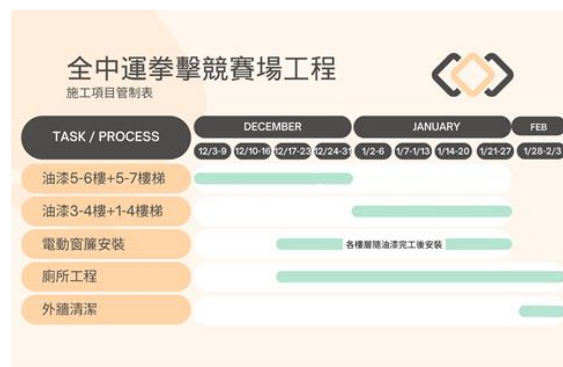 全中運拳擊競賽場工程
施工項目管制表
TASK / PROCESS
DECEMBER
JANUARY
FEB
12/3-9 12/10-16 12/17-23 12/24-31 1/2-6 1/7-1/13 1/14-20 1/21-27 1/28-2/3
油漆5-6樓+5-7樓梯
油漆3-4樓+1-4樓梯
電動窗簾安裝
各樓層隨油漆完工後安裝
廁所工程
外牆清潔